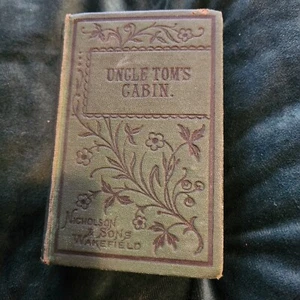 UNCLE TOM'S
CABIN.
NICHOLSON
& SONS
WAKEFIELD